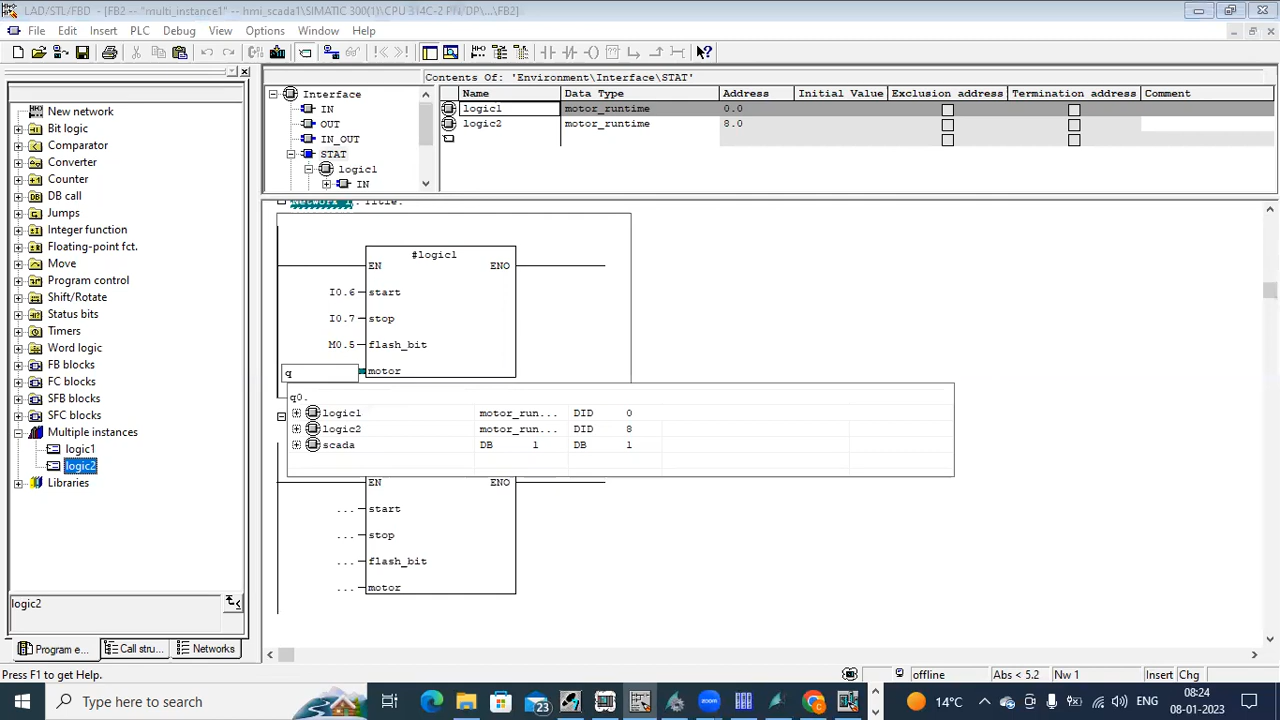 LAD/STL/FBD - [FB2 -- "multi_instance1" -- hmi_scada1\SIMATIC 300(1)\CPU 314C-2 PN/DP\...\FB2]
File Edit Insert PLC Debug View Options Window Help
New network
Bit logic
Comparator
Converter
Counter
DB call
Jumps
Integer function
Floating-point fct.
Move
Program control
Shift/Rotate
Status bits
Timers
Word logic
FB blocks
FC blocks
SFB blocks
SFC blocks
Multiple instances
logic1
logic2
Libraries
logic2
Program e... Call stru... Networks
Contents Of: 'Environment\Interface\STAT'
Interface
IN
OUT
IN_OUT
STAT
logic1
IN
Name Data Type Address Initial Value Exclusion address Termination address Comment
logic1 motor_runtime 0.0
logic2 motor_runtime 8.0
Network 1: Title:
#logic1
EN ENO
I0.6 start
I0.7 stop
M0.5 flash_bit
q motor
q0.
logic1 motor_run... DID 0
logic2 motor_run... DID 8
scada DB 1 DB 1
EN ENO
... start
... stop
... flash_bit
... motor
Press F1 to get Help. offline Abs < 5.2 Nw 1 Insert Chg
Type here to search 23 14°C ENG 08:24
08-01-2023